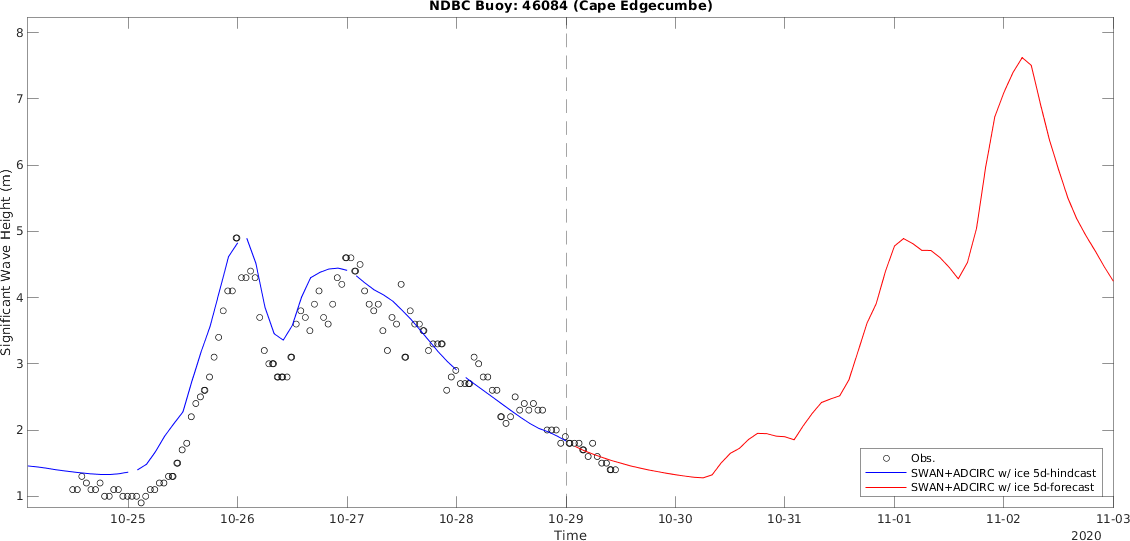 NDBC Buoy: 46084 (Cape Edgecumbe)
8
7
6
5
4
3
2
1
Significant Wave Height (m)
Obs.
SWAN+ADCIRC w/ ice 5d-hindcast
SWAN+ADCIRC w/ ice 5d-forecast
10-25 10-26 10-27 10-28 10-29 10-30 10-31 11-01 11-02 11-03
Time
2020